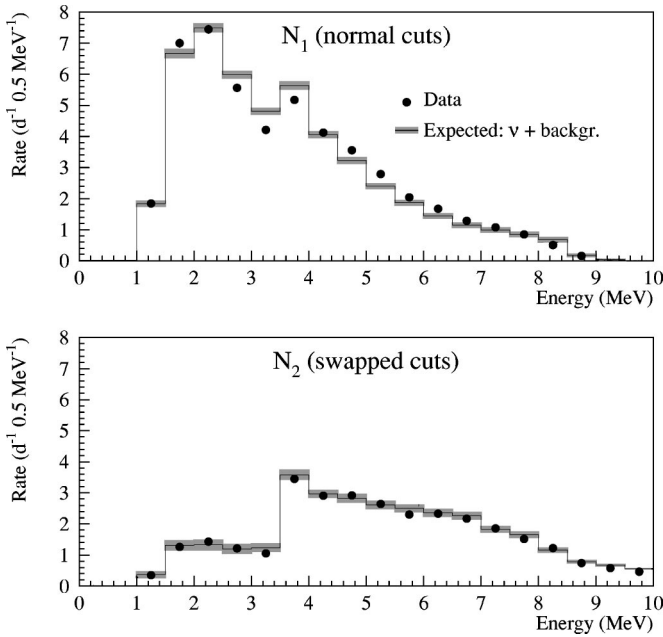 N1 (normal cuts)
Rate (d-1 0.5 MeV-1)
8
7
6
5
4
3
2
1
0
Data
Expected: ν + backgr.
0 1 2 3 4 5 6 7 8 9 10
Energy (MeV)
N2 (swapped cuts)
Rate (d-1 0.5 MeV-1)
8
7
6
5
4
3
2
1
0
0 1 2 3 4 5 6 7 8 9 10
Energy (MeV)